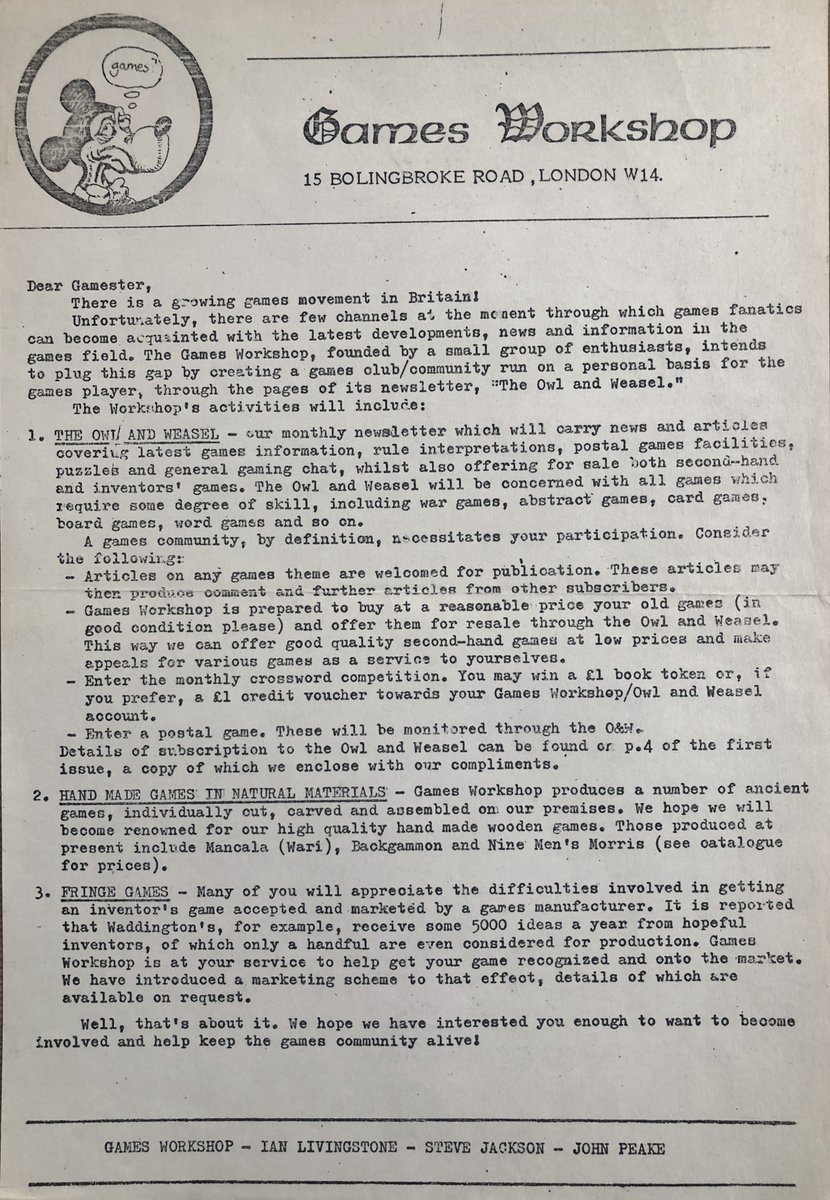 games?
Games Workshop
15 BOLINGBROKE ROAD, LONDON W14.
Dear Gamester,
There is a growing games movement in Britain!
Unfortunately, there are few channels at the moment through which games fanatics
can become acquainted with the latest developments, news and information in the
games field. The Games Workshop, founded by a small group of enthusiasts, intends
to plug this gap by creating a games club/community run on a personal basis for the
games player, through the pages of its newsletter, "The Owl and Weasel."
The Workshop's activities will include:
1. THE OWL AND WEASEL - our monthly newsletter which will carry news and articles
covering latest games information, rule interpretations, postal games facilities,
puzzles and general gaming chat, whilst also offering for sale both second-hand
and inventors' games. The Owl and Weasel will be concerned with all games which
require some degree of skill, including war games, abstract games, card games,
board games, word games and so on.
A games community, by definition, necessitates your participation. Consider
the following:
- Articles on any games theme are welcomed for publication. These articles may
then produce comment and further articles from other subscribers.
- Games Workshop is prepared to buy at a reasonable price your old games (in
good condition please) and offer them for resale through the Owl and Weasel.
This way we can offer good quality second-hand games at low prices and make
appeals for various games as a service to yourselves.
- Enter the monthly crossword competition. You may win a £1 book token or, if
you prefer, a £1 credit voucher towards your Games Workshop/Owl and Weasel
account.
- Enter a postal game. These will be monitored through the O&W.
Details of subscription to the Owl and Weasel can be found on p.4 of the first
issue, a copy of which we enclose with our compliments.
2. HAND MADE GAMES IN NATURAL MATERIALS - Games Workshop produces a number of ancient
games, individually cut, carved and assembled on our premises. We hope we will
become renowned for our high quality hand made wooden games. Those produced at
present include Mancala (Wari), Backgammon and Nine Men's Morris (see catalogue
for prices).
3. FRINGE GAMES - Many of you will appreciate the difficulties involved in getting
an inventor's game accepted and marketed by a games manufacturer. It is reported
that Waddington's, for example, receive some 5000 ideas a year from hopeful
inventors, of which only a handful are even considered for production. Games
Workshop is at your service to help get your game recognized and onto the market.
We have introduced a marketing scheme to that effect, details of which are
available on request.
Well, that's about it. We hope we have interested you enough to want to become
involved and help keep the games community alive!
GAMES WORKSHOP - IAN LIVINGSTONE - STEVE JACKSON - JOHN PEAKE